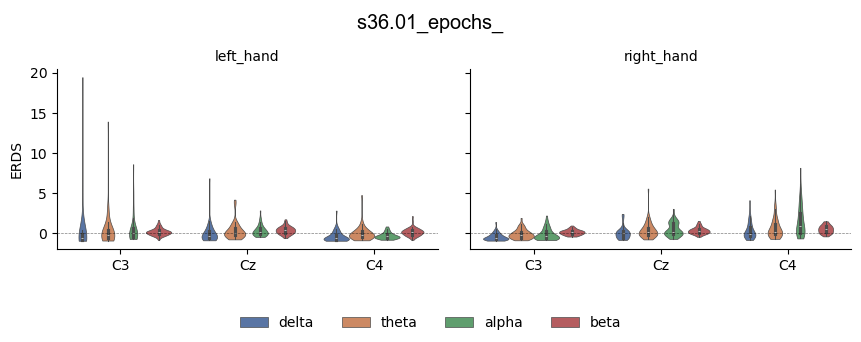 s36.01_epochs_
left_hand
right_hand
ERDS
20
15
10
5
0
C3
Cz
C4
C3
Cz
C4
delta
theta
alpha
beta